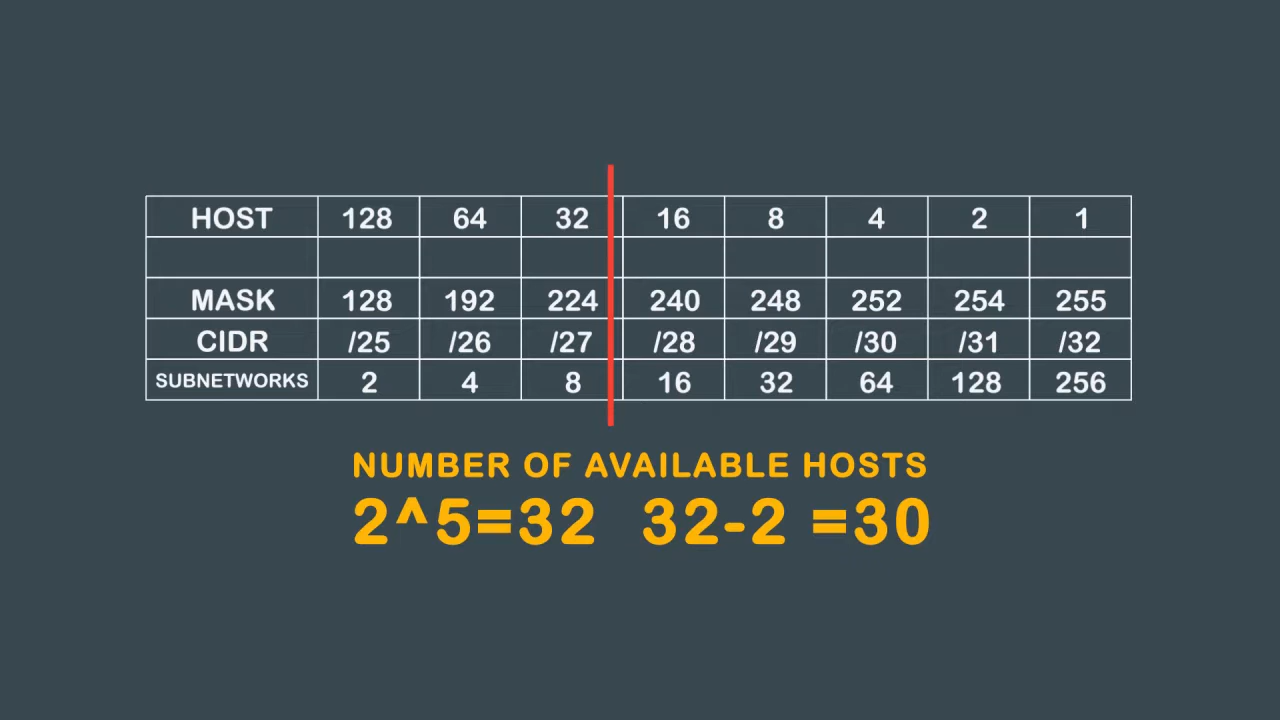 HOST 128 64 32 16 8 4 2 1
MASK 128 192 224 240 248 252 254 255
CIDR /25 /26 /27 /28 /29 /30 /31 /32
SUBNETWORKS 2 4 8 16 32 64 128 256
NUMBER OF AVAILABLE HOSTS
2^5=32 32-2 =30